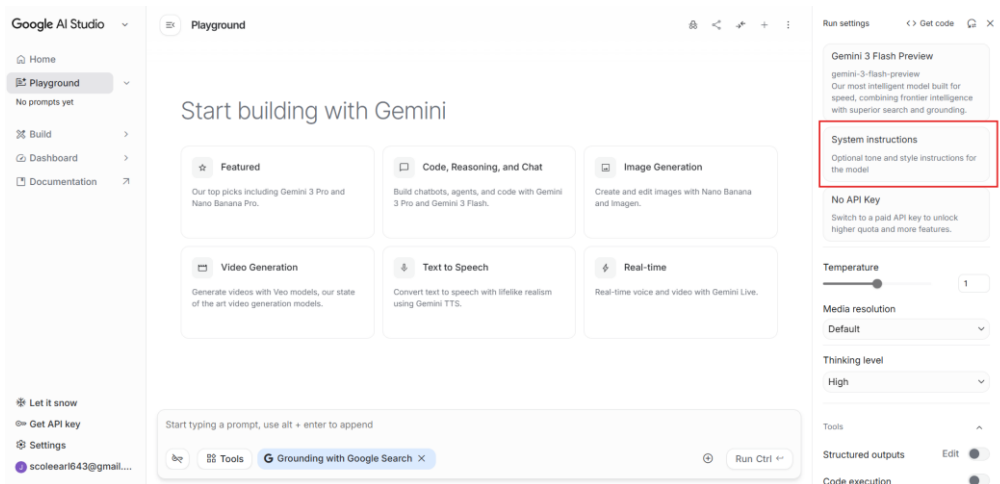 Google AI Studio
Home
Playground
No prompts yet
Build
Dashboard
Documentation
Let it snow
Get API key
Settings
scoleearl643@gmail....
Playground
Start building with Gemini
Featured
Our top picks including Gemini 3 Pro and
Nano Banana Pro.
Code, Reasoning, and Chat
Build chatbots, agents, and code with Gemini
3 Pro and Gemini 3 Flash.
Image Generation
Create and edit images with Nano Banana
and Imagen.
Video Generation
Generate videos with Veo models, our state
of the art video generation models.
Text to Speech
Convert text to speech with lifelike realism
using Gemini TTS.
Real-time
Real-time voice and video with Gemini Live.
Start typing a prompt, use alt + enter to append
Tools
Grounding with Google Search
Run Ctrl
Run settings
Get code
Gemini 3 Flash Preview
gemini-3-flash-preview
Our most intelligent model built for
speed, combining frontier intelligence
with superior search and grounding.
System instructions
Optional tone and style instructions for
the model
No API Key
Switch to a paid API key to unlock
higher quota and more features.
Temperature
1
Media resolution
Default
Thinking level
High
Tools
Structured outputs
Edit
Code execution